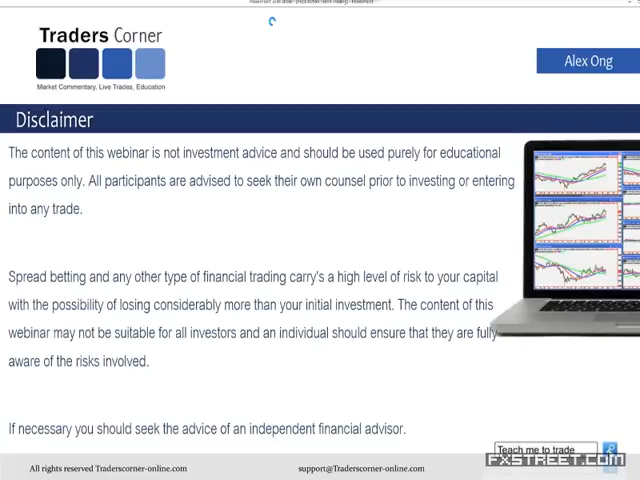 Traders Corner
Market Commentary, Live Trades, Education
Alex Ong
Disclaimer
The content of this webinar is not investment advice and should be used purely for educational
purposes only. All participants are advised to seek their own counsel prior to investing or entering
into any trade.
Spread betting and any other type of financial trading carry's a high level of risk to your capital
with the possibility of losing considerably more than your initial investment. The content of this
webinar may not be suitable for all investors and an individual should ensure that they are fully
aware of the risks involved.
If necessary you should seek the advice of an independent financial advisor.
Teach me to trade
FXSTREET.COM
All rights reserved Traderscorner-online.com
support@Traderscorner-online.com